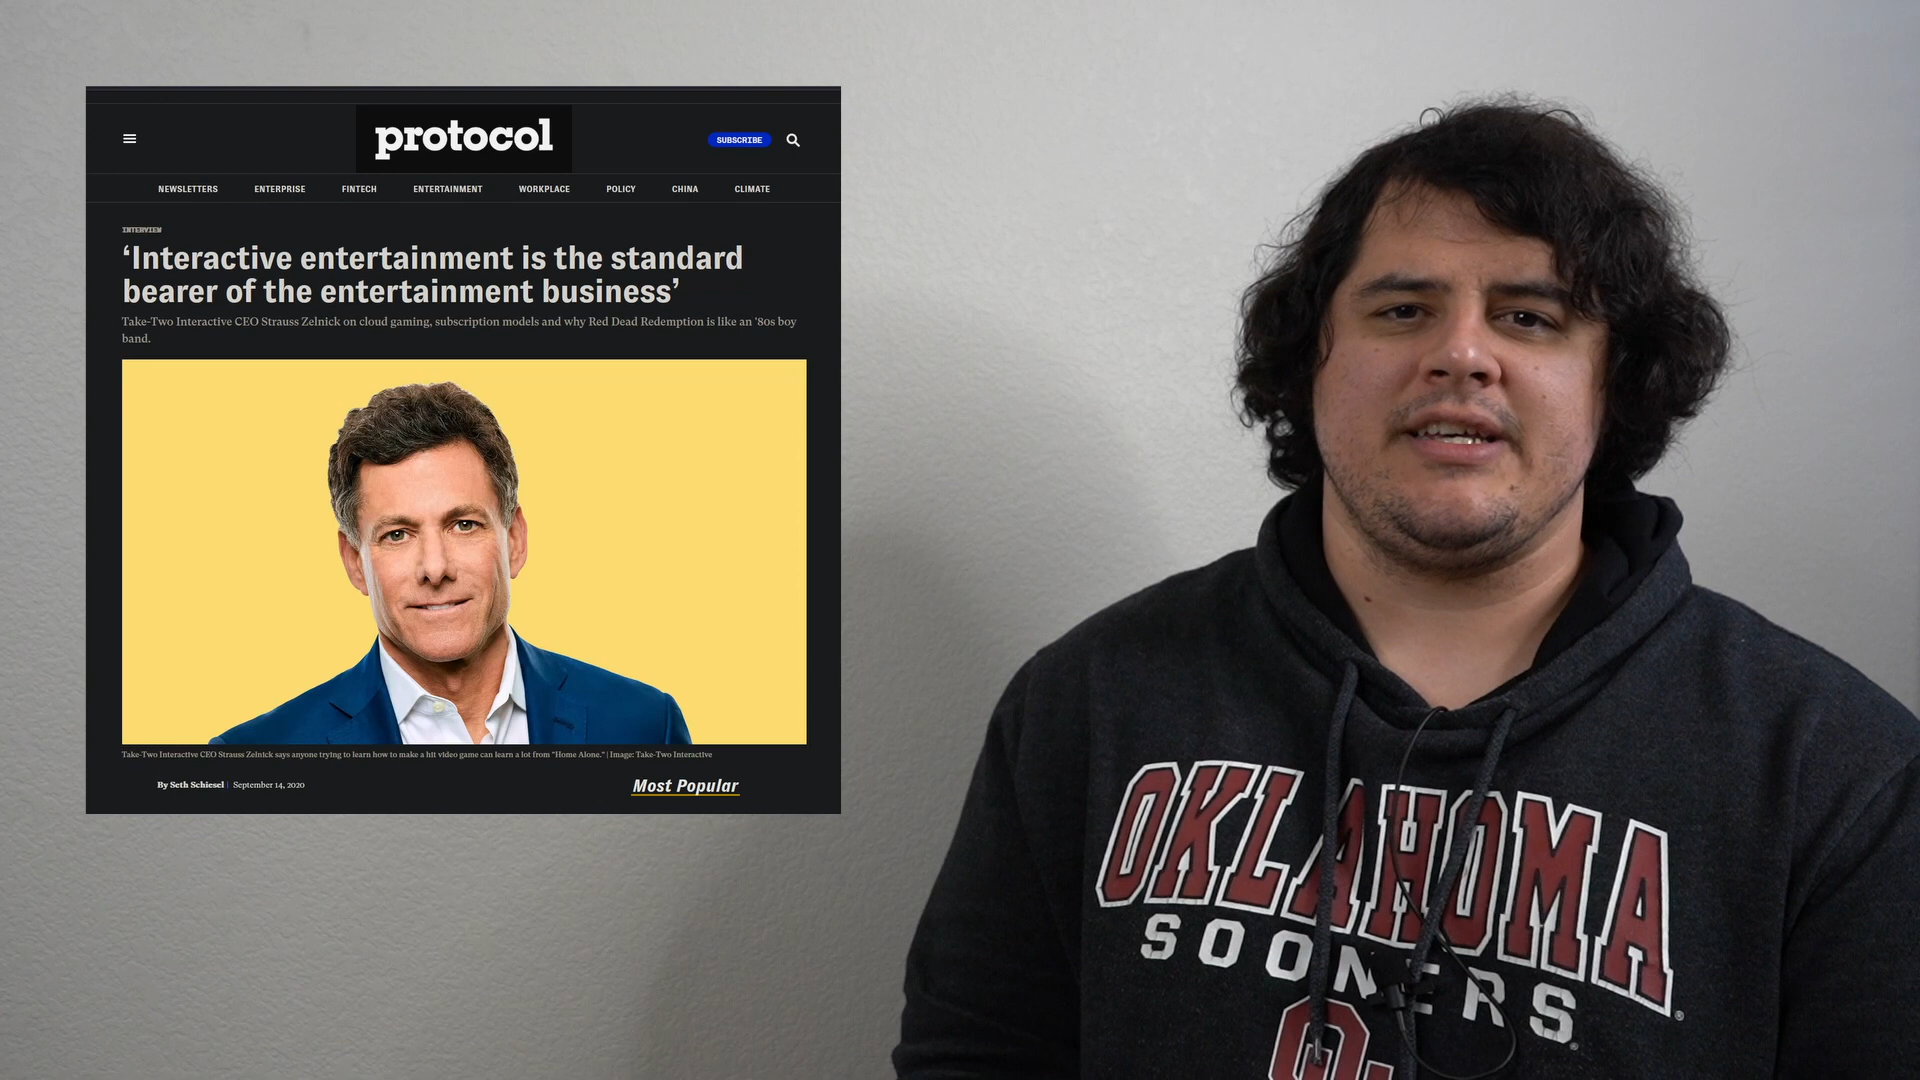 protocol
SUBSCRIBE
NEWSLETTERS ENTERPRISE FINTECH ENTERTAINMENT WORKPLACE POLICY CHINA CLIMATE
INTERVIEW
‘Interactive entertainment is the standard
bearer of the entertainment business’
Take-Two Interactive CEO Strauss Zelnick on cloud gaming, subscription models and why Red Dead Redemption is like an ’80s boy
band.
Take-Two Interactive CEO Strauss Zelnick says anyone trying to learn how to make a hit video game can learn a lot from “Home Alone.” | Image: Take-Two Interactive
By Seth Schiesel | September 14, 2020
Most Popular
OKLAHOMA
SOONERS